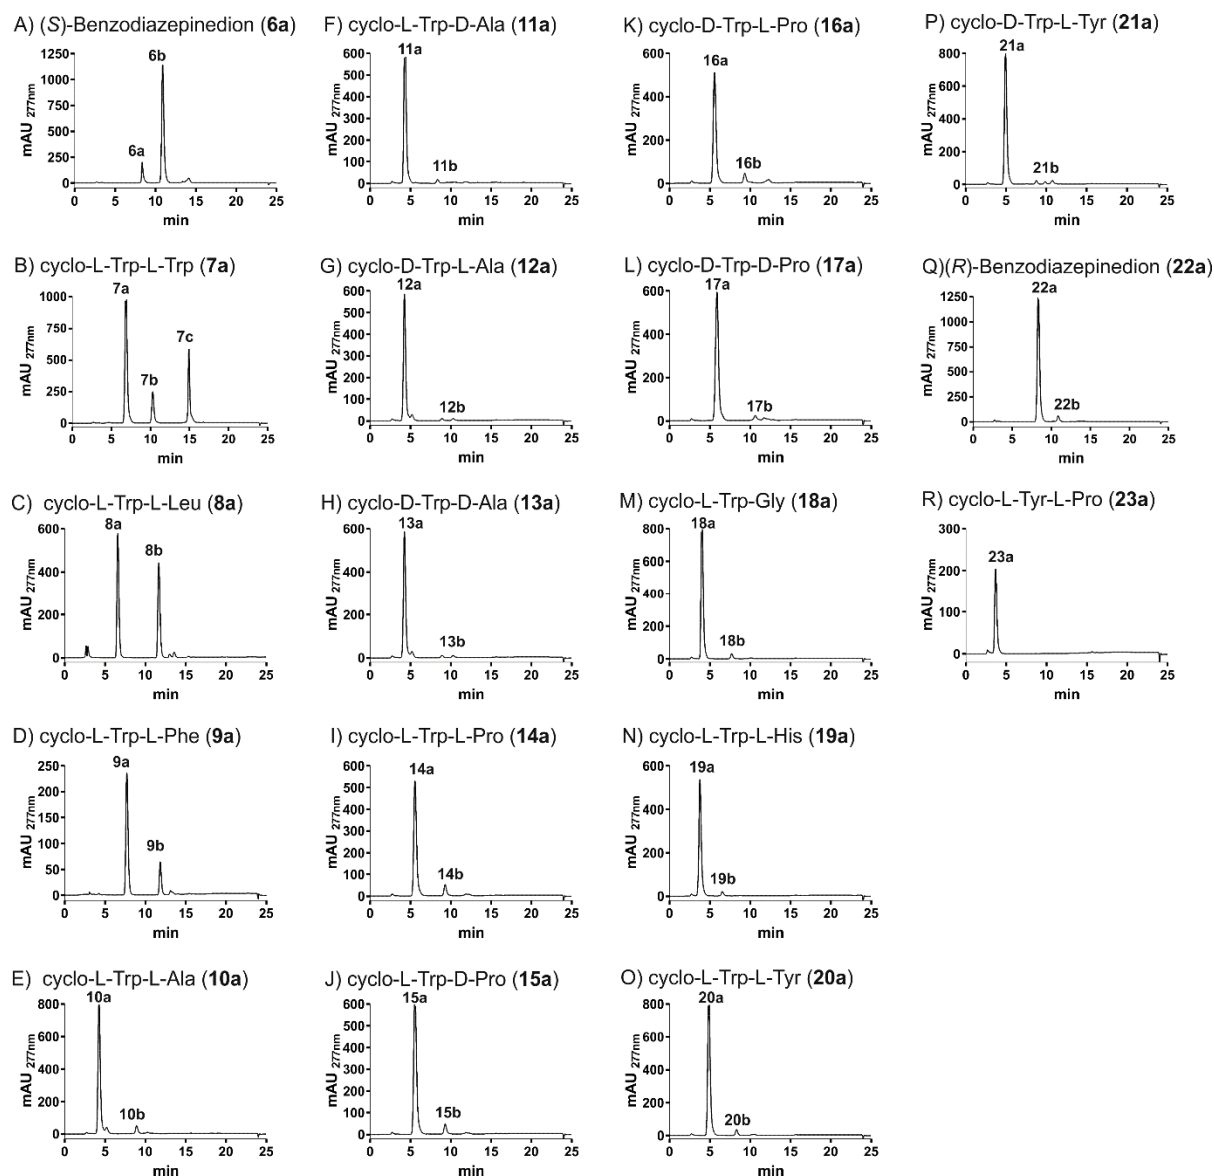 A) (S)-Benzodiazepinedion (6a)
mAU 277nm
1250
1000
750
500
250
0
6a
6b
0 5 10 15 20 25
min
B) cyclo-L-Trp-L-Trp (7a)
mAU 277nm
1000
750
500
250
0
7a
7b
7c
0 5 10 15 20 25
min
C) cyclo-L-Trp-L-Leu (8a)
mAU 277nm
600
400
200
0
8a
8b
0 5 10 15 20 25
min
D) cyclo-L-Trp-L-Phe (9a)
mAU 277nm
250
200
150
100
50
0
9a
9b
0 5 10 15 20 25
min
E) cyclo-L-Trp-L-Ala (10a)
mAU 277nm
800
600
400
200
0
10a
10b
0 5 10 15 20 25
min
F) cyclo-L-Trp-D-Ala (11a)
mAU 277nm
600
500
400
300
200
100
0
11a
11b
0 5 10 15 20 25
min
G) cyclo-D-Trp-L-Ala (12a)
mAU 277nm
600
500
400
300
200
100
0
12a
12b
0 5 10 15 20 25
min
H) cyclo-D-Trp-D-Ala (13a)
mAU 277nm
600
400
200
0
13a
13b
0 5 10 15 20 25
min
I) cyclo-L-Trp-L-Pro (14a)
mAU 277nm
600
500
400
300
200
100
0
14a
14b
0 5 10 15 20 25
min
J) cyclo-L-Trp-D-Pro (15a)
mAU 277nm
600
500
400
300
200
100
0
15a
15b
0 5 10 15 20 25
min
K) cyclo-D-Trp-L-Pro (16a)
mAU 277nm
600
400
200
0
16a
16b
0 5 10 15 20 25
min
L) cyclo-D-Trp-D-Pro (17a)
mAU 277nm
600
400
200
0
17a
17b
0 5 10 15 20 25
min
M) cyclo-L-Trp-Gly (18a)
mAU 277nm
800
600
400
200
0
18a
18b
0 5 10 15 20 25
min
N) cyclo-L-Trp-L-His (19a)
mAU 277nm
600
400
200
0
19a
19b
0 5 10 15 20 25
min
O) cyclo-L-Trp-L-Tyr (20a)
mAU 277nm
800
600
400
200
0
20a
20b
0 5 10 15 20 25
min
P) cyclo-D-Trp-L-Tyr (21a)
mAU 277nm
800
600
400
200
0
21a
21b
0 5 10 15 20 25
min
Q)(R)-Benzodiazepinedion (22a)
mAU 277nm
1250
1000
750
500
250
0
22a
22b
0 5 10 15 20 25
min
R) cyclo-L-Tyr-L-Pro (23a)
mAU 277nm
300
200
100
0
23a
0 5 10 15 20 25
min